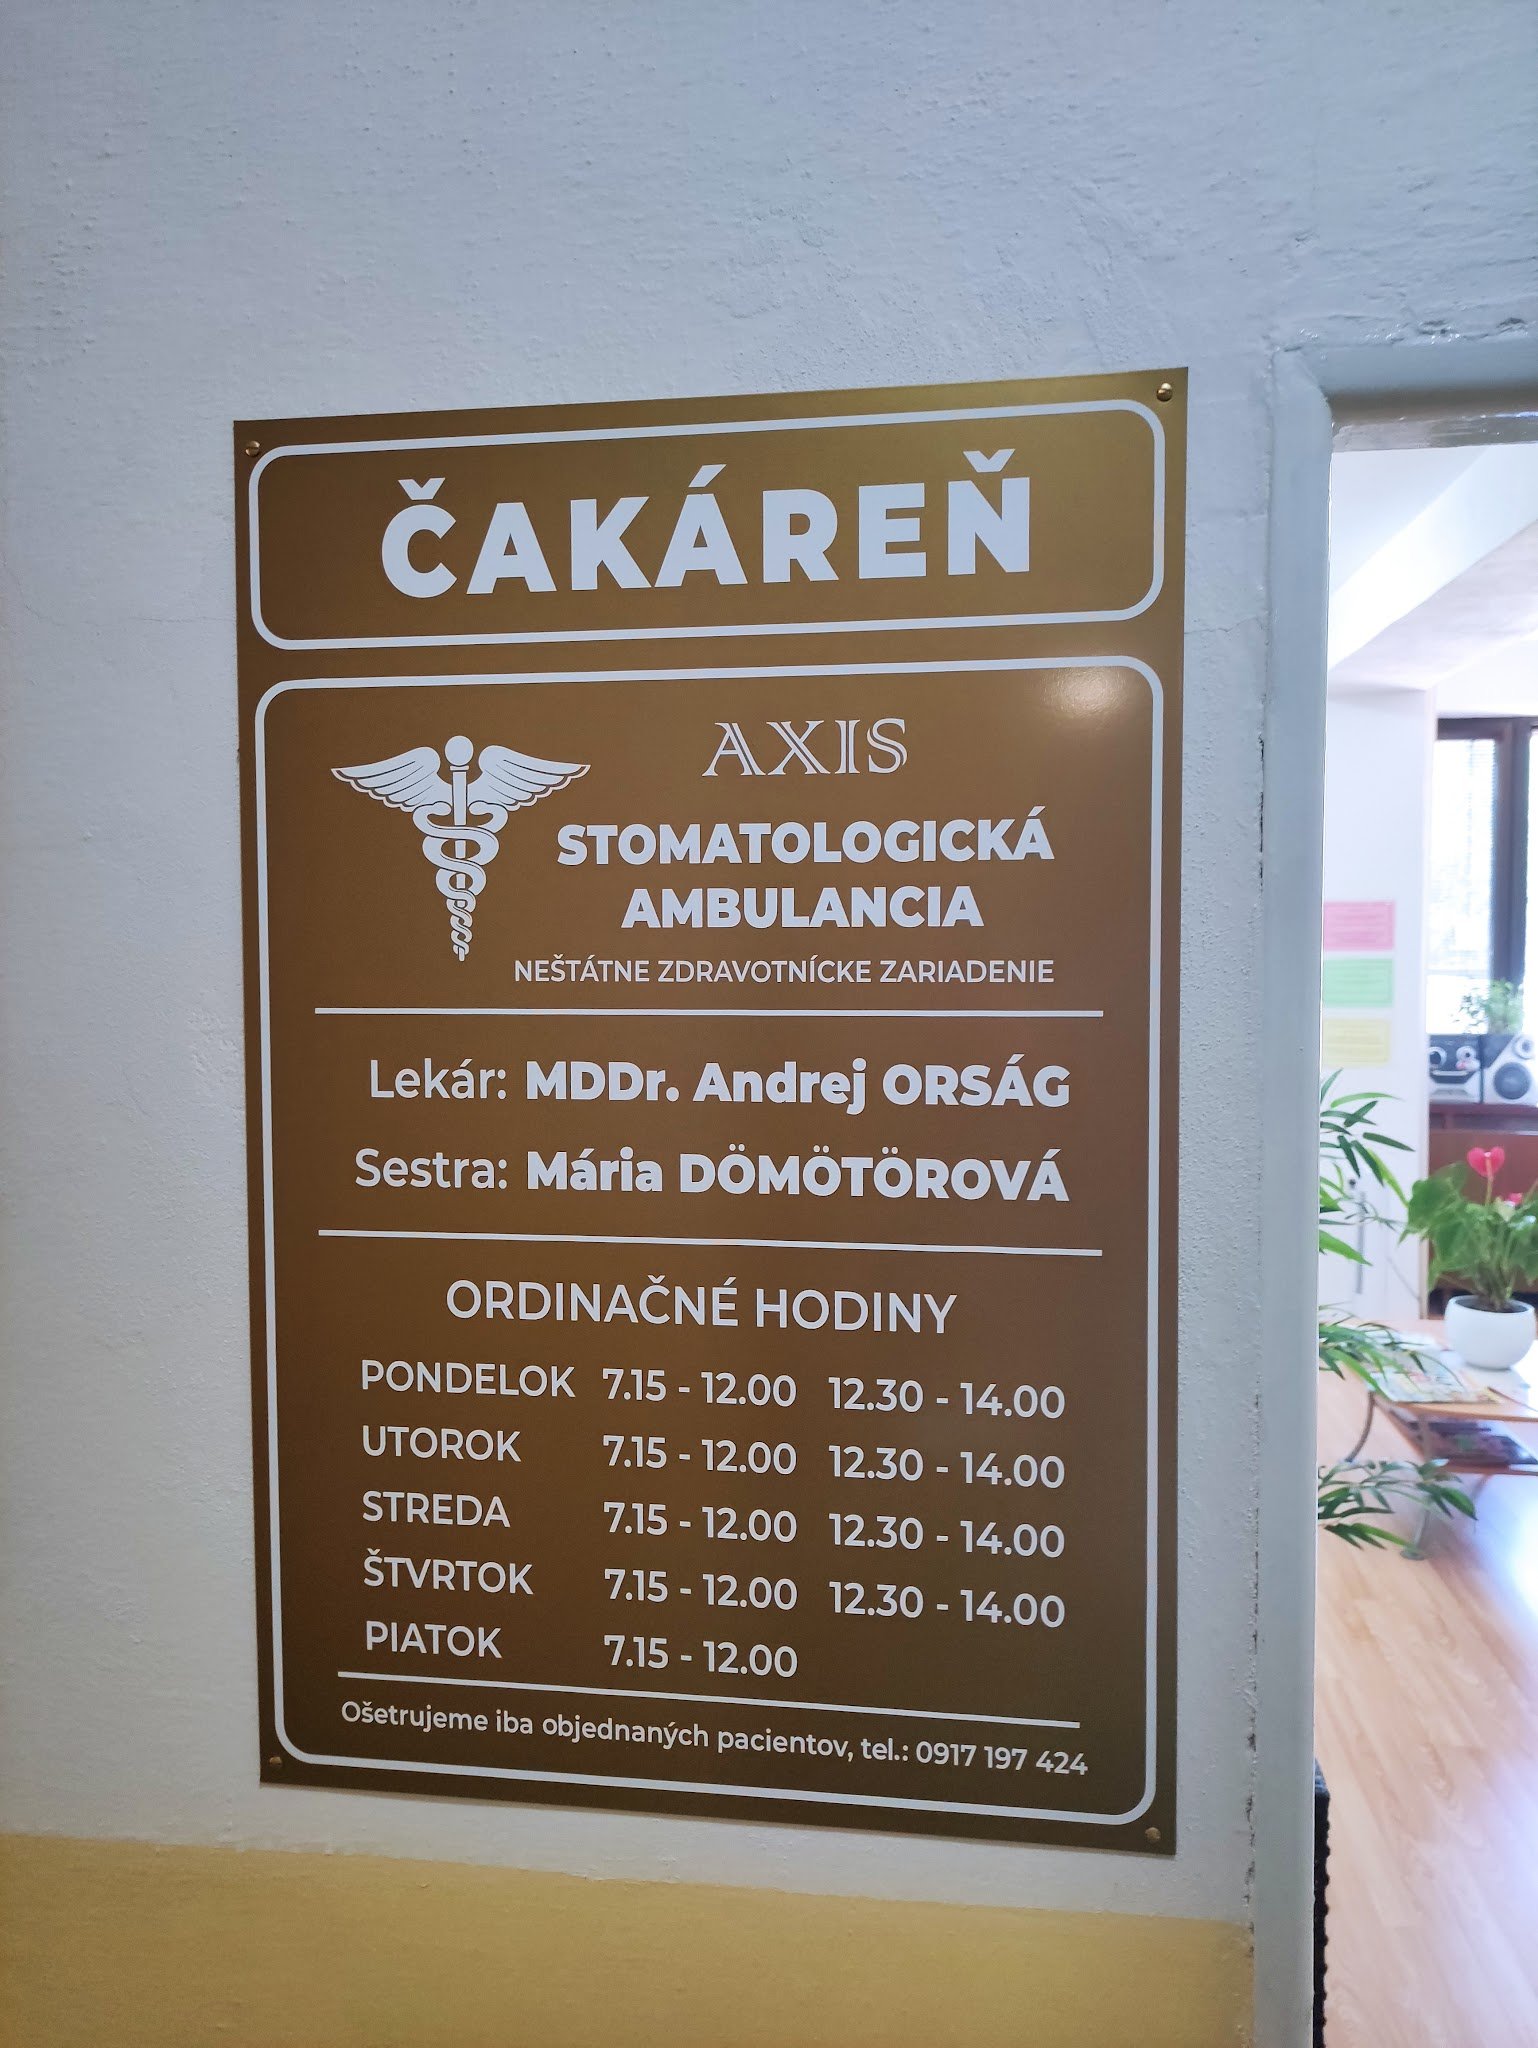 ČAKÁREŇ
AXIS
STOMATOLOGICKÁ
AMBULANCIA
NEŠTÁTNE ZDRAVOTNÍCKE ZARIADENIE
Lekár: MDDr. Andrej ORSÁG
Sestra: Mária DÖMÖTÖROVÁ
ORDINAČNÉ HODINY
PONDELOK 7.15 - 12.00 12.30 - 14.00
UTOROK 7.15 - 12.00 12.30 - 14.00
STREDA 7.15 - 12.00 12.30 - 14.00
ŠTVRTOK 7.15 - 12.00 12.30 - 14.00
PIATOK 7.15 - 12.00
Ošetrujeme iba objednaných pacientov, tel.: 0917 197 424